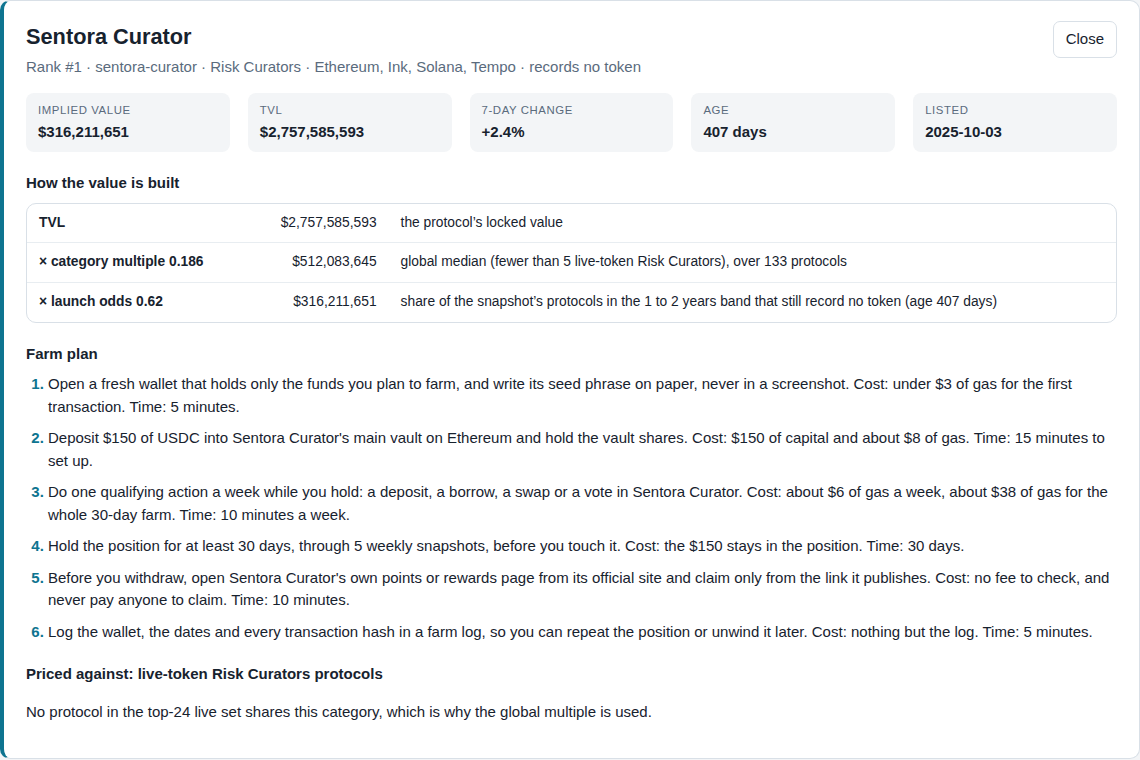 Sentora Curator
Close
Rank #1 · sentora-curator · Risk Curators · Ethereum, Ink, Solana, Tempo · records no token
IMPLIED VALUE
$316,211,651
TVL
$2,757,585,593
7-DAY CHANGE
+2.4%
AGE
407 days
LISTED
2025-10-03
How the value is built
TVL $2,757,585,593 the protocol’s locked value
× category multiple 0.186 $512,083,645 global median (fewer than 5 live-token Risk Curators), over 133 protocols
× launch odds 0.62 $316,211,651 share of the snapshot’s protocols in the 1 to 2 years band that still record no token (age 407 days)
Farm plan
1. Open a fresh wallet that holds only the funds you plan to farm, and write its seed phrase on paper, never in a screenshot. Cost: under $3 of gas for the first
transaction. Time: 5 minutes.
2. Deposit $150 of USDC into Sentora Curator's main vault on Ethereum and hold the vault shares. Cost: $150 of capital and about $8 of gas. Time: 15 minutes to
set up.
3. Do one qualifying action a week while you hold: a deposit, a borrow, a swap or a vote in Sentora Curator. Cost: about $6 of gas a week, about $38 of gas for the
whole 30-day farm. Time: 10 minutes a week.
4. Hold the position for at least 30 days, through 5 weekly snapshots, before you touch it. Cost: the $150 stays in the position. Time: 30 days.
5. Before you withdraw, open Sentora Curator's own points or rewards page from its official site and claim only from the link it publishes. Cost: no fee to check, and
never pay anyone to claim. Time: 10 minutes.
6. Log the wallet, the dates and every transaction hash in a farm log, so you can repeat the position or unwind it later. Cost: nothing but the log. Time: 5 minutes.
Priced against: live-token Risk Curators protocols
No protocol in the top-24 live set shares this category, which is why the global multiple is used.